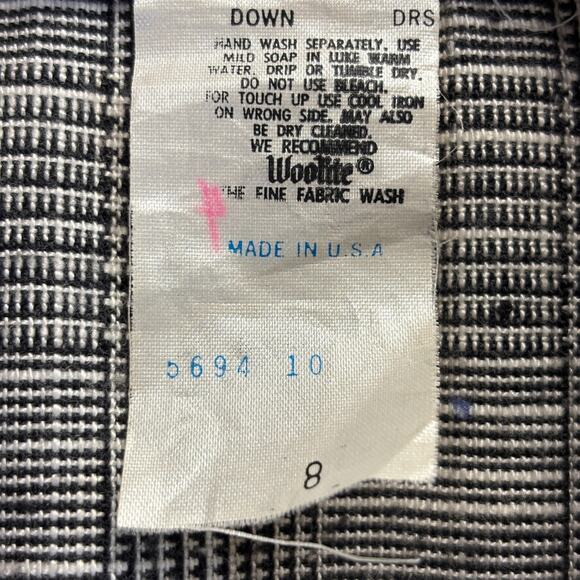 DOWN DRS
HAND WASH SEPARATELY. USE
MILD SOAP IN LUKE WARM
WATER. DRIP OR TUMBLE DRY.
DO NOT USE BLEACH.
FOR TOUCH UP USE COOL IRON
ON WRONG SIDE. MAY ALSO
BE DRY CLEANED.
WE RECOMMEND
Woolite®
THE FINE FABRIC WASH
MADE IN U.S.A
5694 10
8